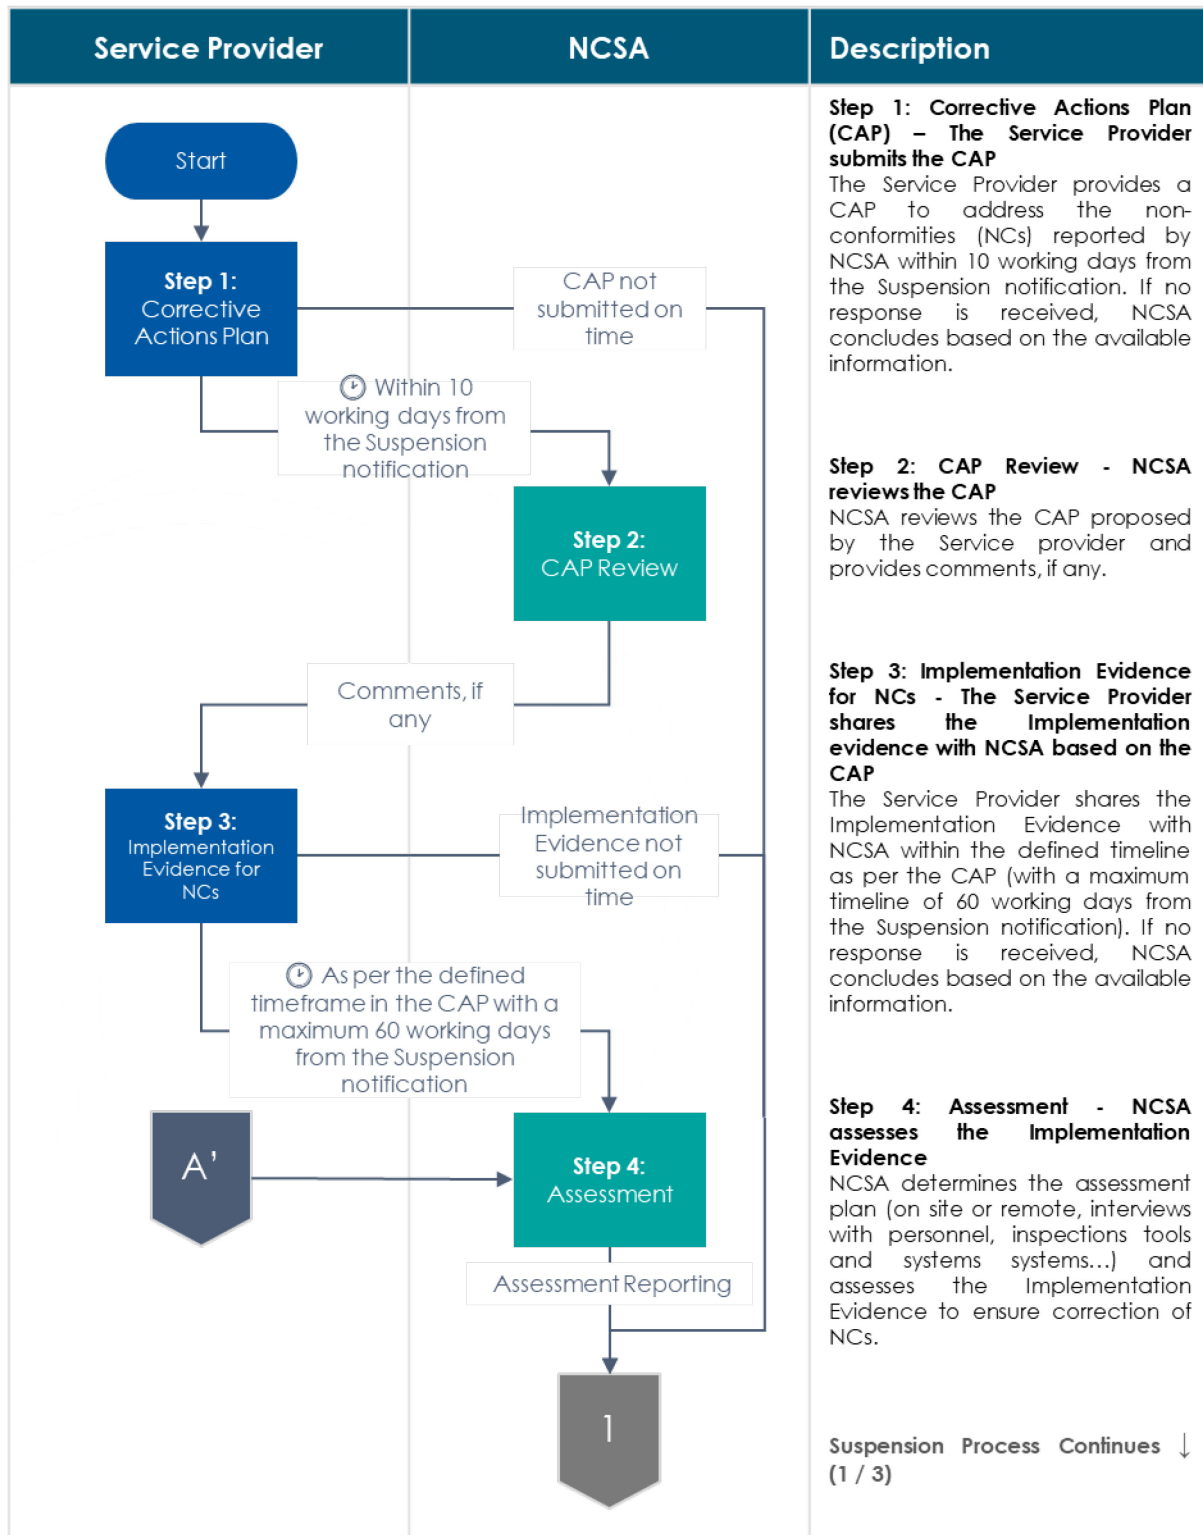 Service Provider
NCSA
Description
Start
Step 1:
Corrective
Actions Plan
CAP not
submitted on
time
Within 10
working days from
the Suspension
notification
Step 2:
CAP Review
Comments, if
any
Step 3:
Implementation
Evidence for
NCs
Implementation
Evidence not
submitted on
time
As per the defined
timeframe in the CAP with a
maximum 60 working days
from the Suspension
notification
A’
Step 4:
Assessment
Assessment Reporting
1
Step 1: Corrective Actions Plan
(CAP) – The Service Provider
submits the CAP
The Service Provider provides a
CAP to address the non-
conformities (NCs) reported by
NCSA within 10 working days from
the Suspension notification. If no
response is received, NCSA
concludes based on the available
information.
Step 2: CAP Review - NCSA
reviews the CAP
NCSA reviews the CAP proposed
by the Service provider and
provides comments, if any.
Step 3: Implementation Evidence
for NCs - The Service Provider
shares the Implementation
evidence with NCSA based on the
CAP
The Service Provider shares the
Implementation Evidence with
NCSA within the defined timeline
as per the CAP (with a maximum
timeline of 60 working days from
the Suspension notification). If no
response is received, NCSA
concludes based on the available
information.
Step 4: Assessment - NCSA
assesses the Implementation
Evidence
NCSA determines the assessment
plan (on site or remote, interviews
with personnel, inspections tools
and systems systems...) and
assesses the Implementation
Evidence to ensure correction of
NCs.
Suspension Process Continues ↓
(1 / 3)